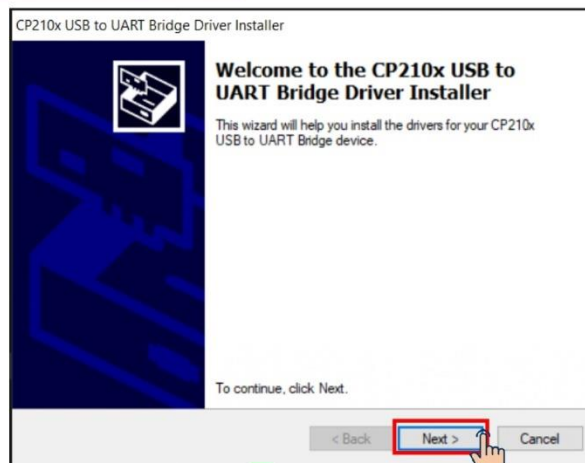 CP210x USB to UART Bridge Driver Installer
Welcome to the CP210x USB to
UART Bridge Driver Installer
This wizard will help you install the drivers for your CP210x
USB to UART Bridge device.
To continue, click Next.
< Back
Next >
Cancel